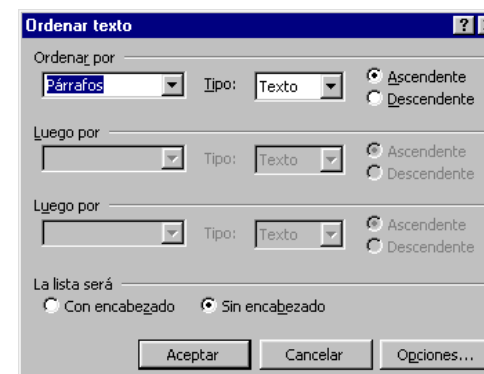 Ordenar texto ?
Ordenar por
Párrafos Tipo: Texto Ascendente
Descendente
Luego por
Tipo: Texto Ascendente
Descendente
Luego por
Tipo: Texto Ascendente
Descendente
La lista será
Con encabezado Sin encabezado
Aceptar Cancelar Opciones...